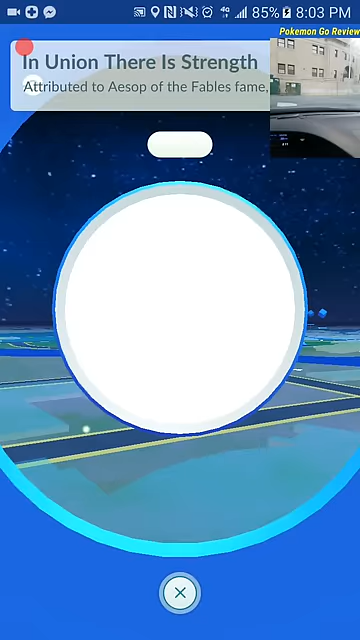 4G 85% 8:03 PM
Pokemon Go Review
In Union There Is Strength
Attributed to Aesop of the Fables fame,